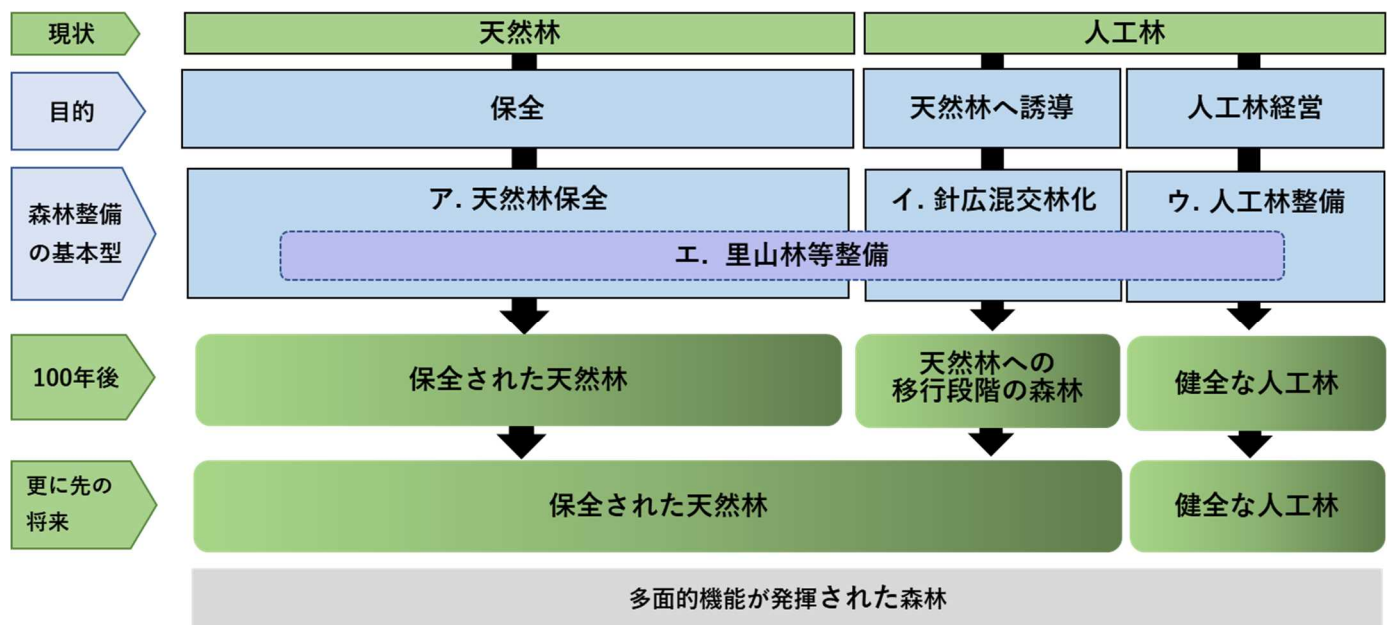 現状
天然林
人工林
目的
保全
天然林へ誘導
人工林経営
森林整備
の基本型
ア. 天然林保全
イ. 針広混交林化
ウ. 人工林整備
エ. 里山林等整備
100年後
保全された天然林
天然林への
移行段階の森林
健全な人工林
更に先の
将来
保全された天然林
健全な人工林
多面的機能が発揮された森林